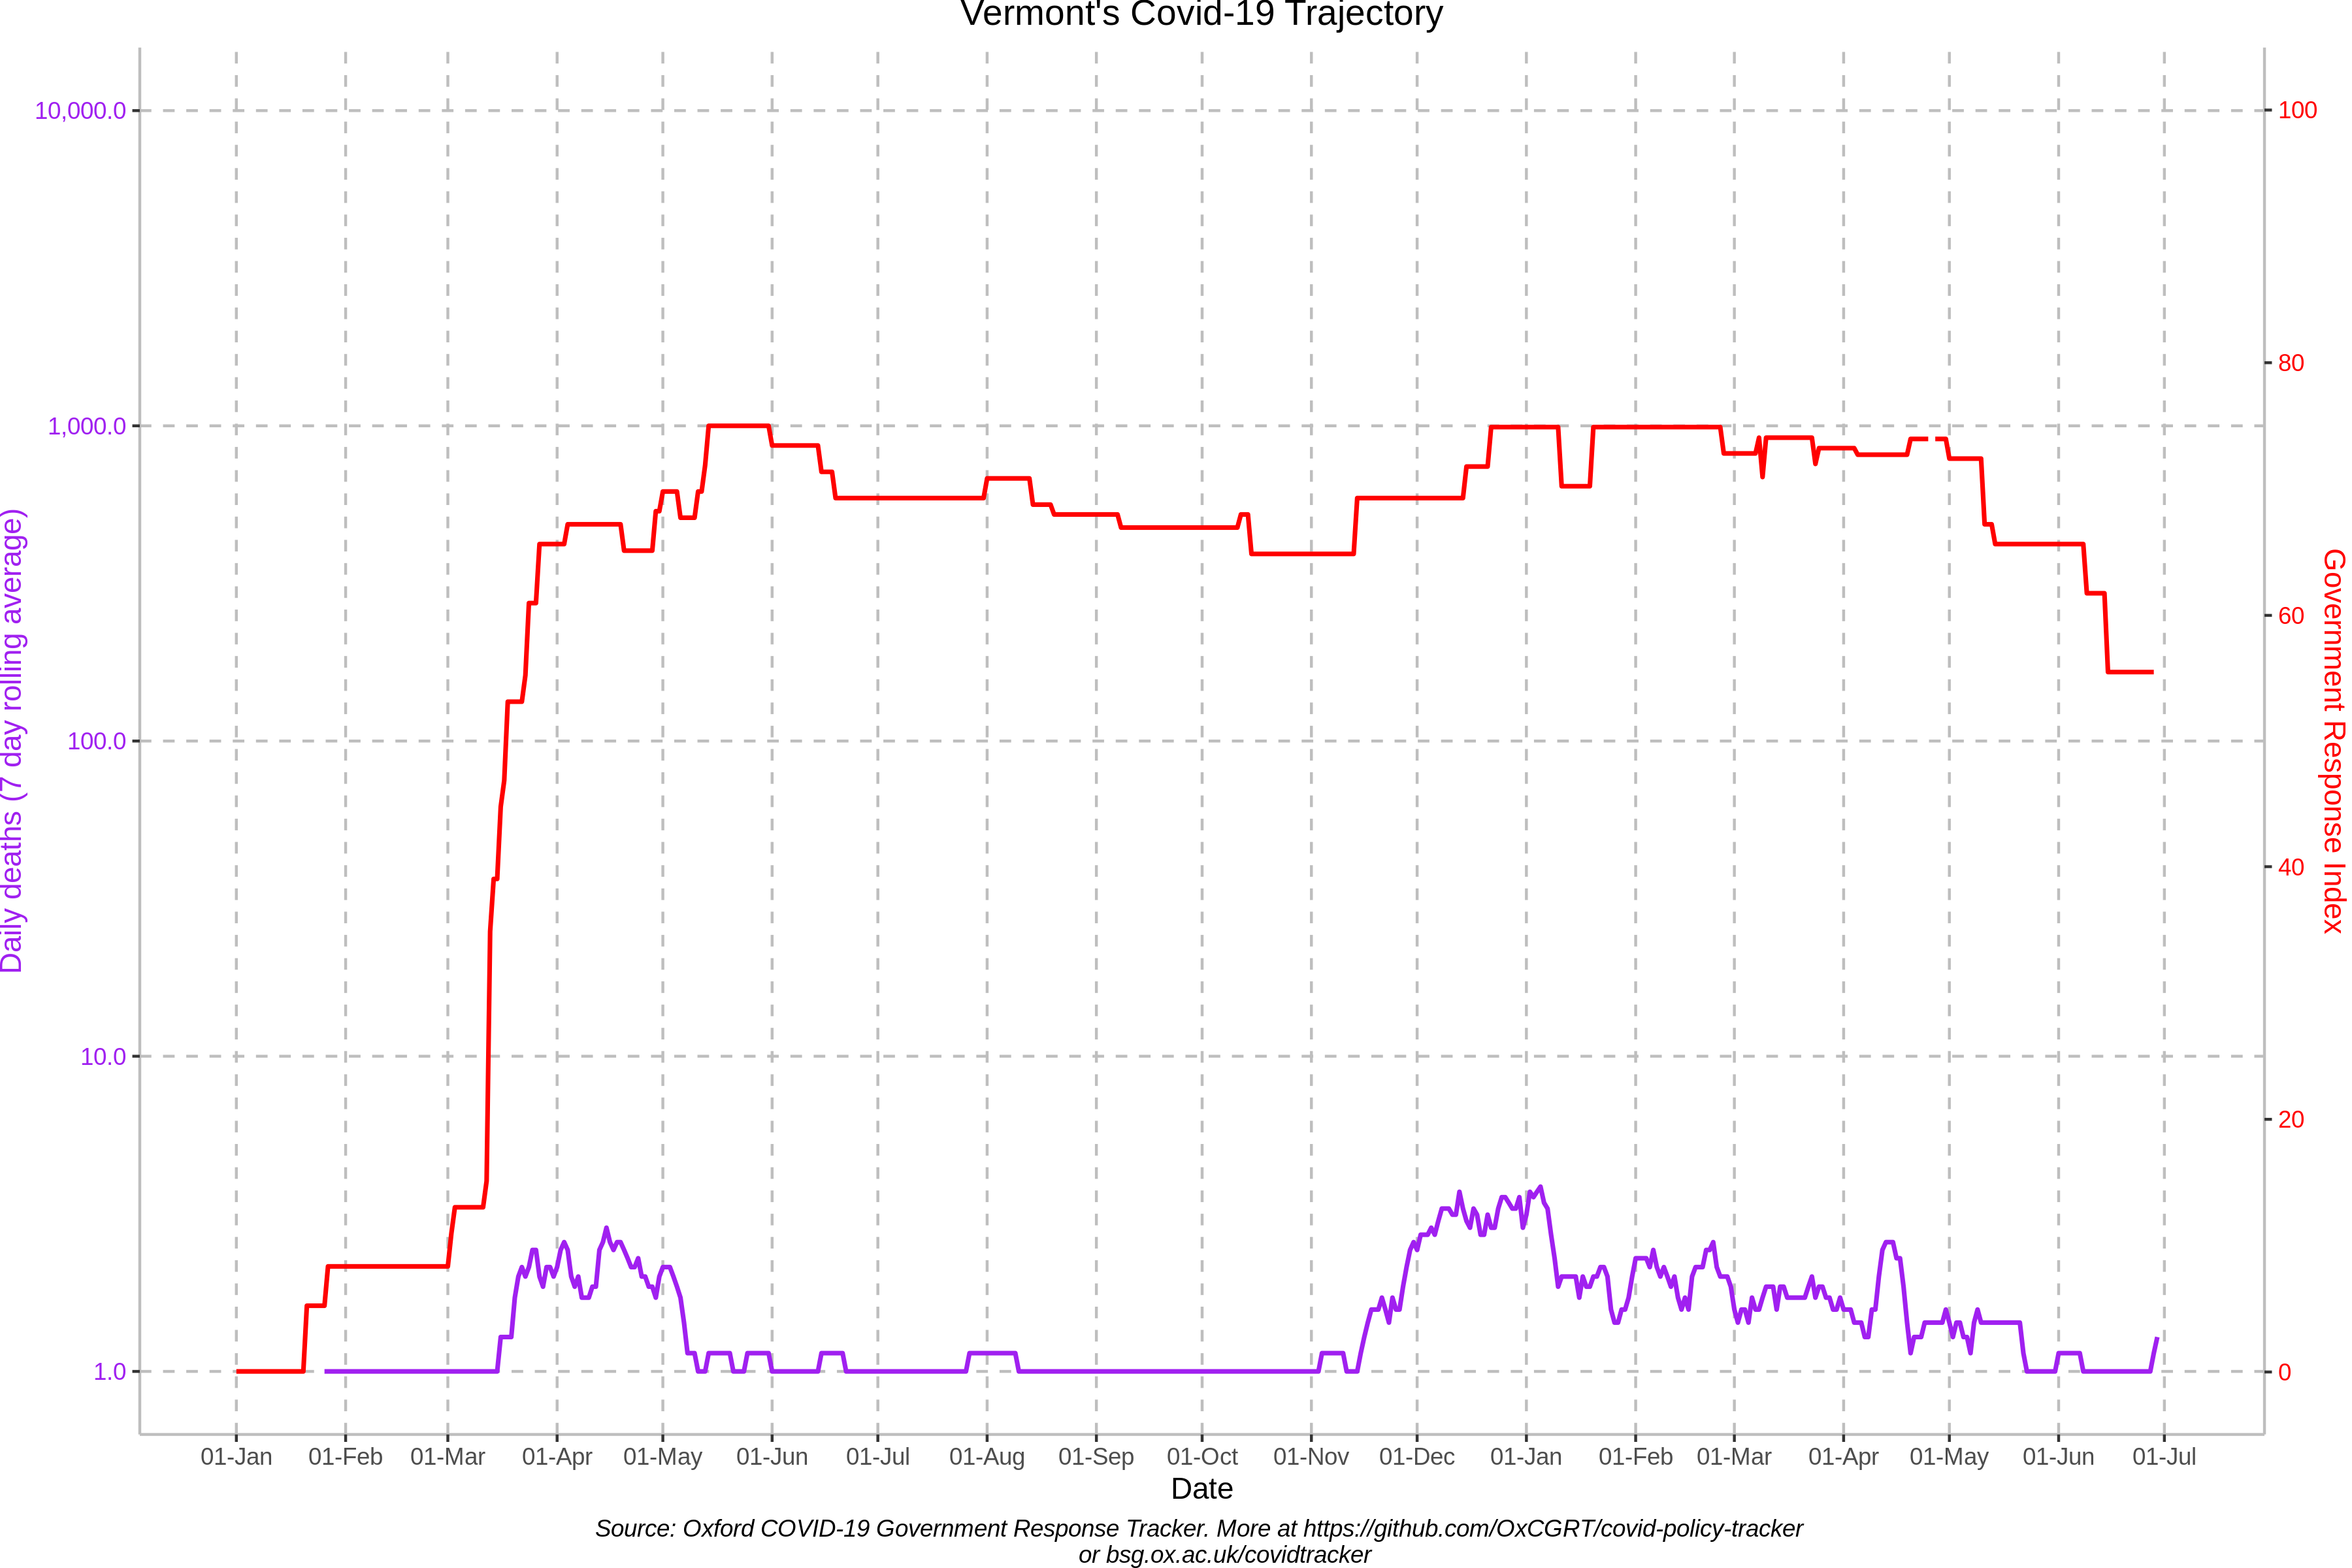 Vermont's Covid-19 Trajectory
10,000.0
1,000.0
100.0
10.0
1.0
Daily deaths (7 day rolling average)
100
80
60
40
20
0
Government Response Index
01-Jan 01-Feb 01-Mar 01-Apr 01-May 01-Jun 01-Jul 01-Aug 01-Sep 01-Oct 01-Nov 01-Dec 01-Jan 01-Feb 01-Mar 01-Apr 01-May 01-Jun 01-Jul
Date
Source: Oxford COVID-19 Government Response Tracker. More at https://github.com/OxCGRT/covid-policy-tracker
or bsg.ox.ac.uk/covidtracker